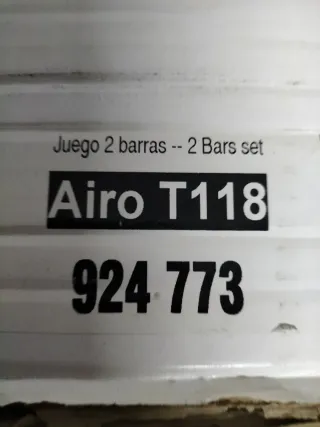 Juego 2 barras -- 2 Bars set
Airo T118
924 773